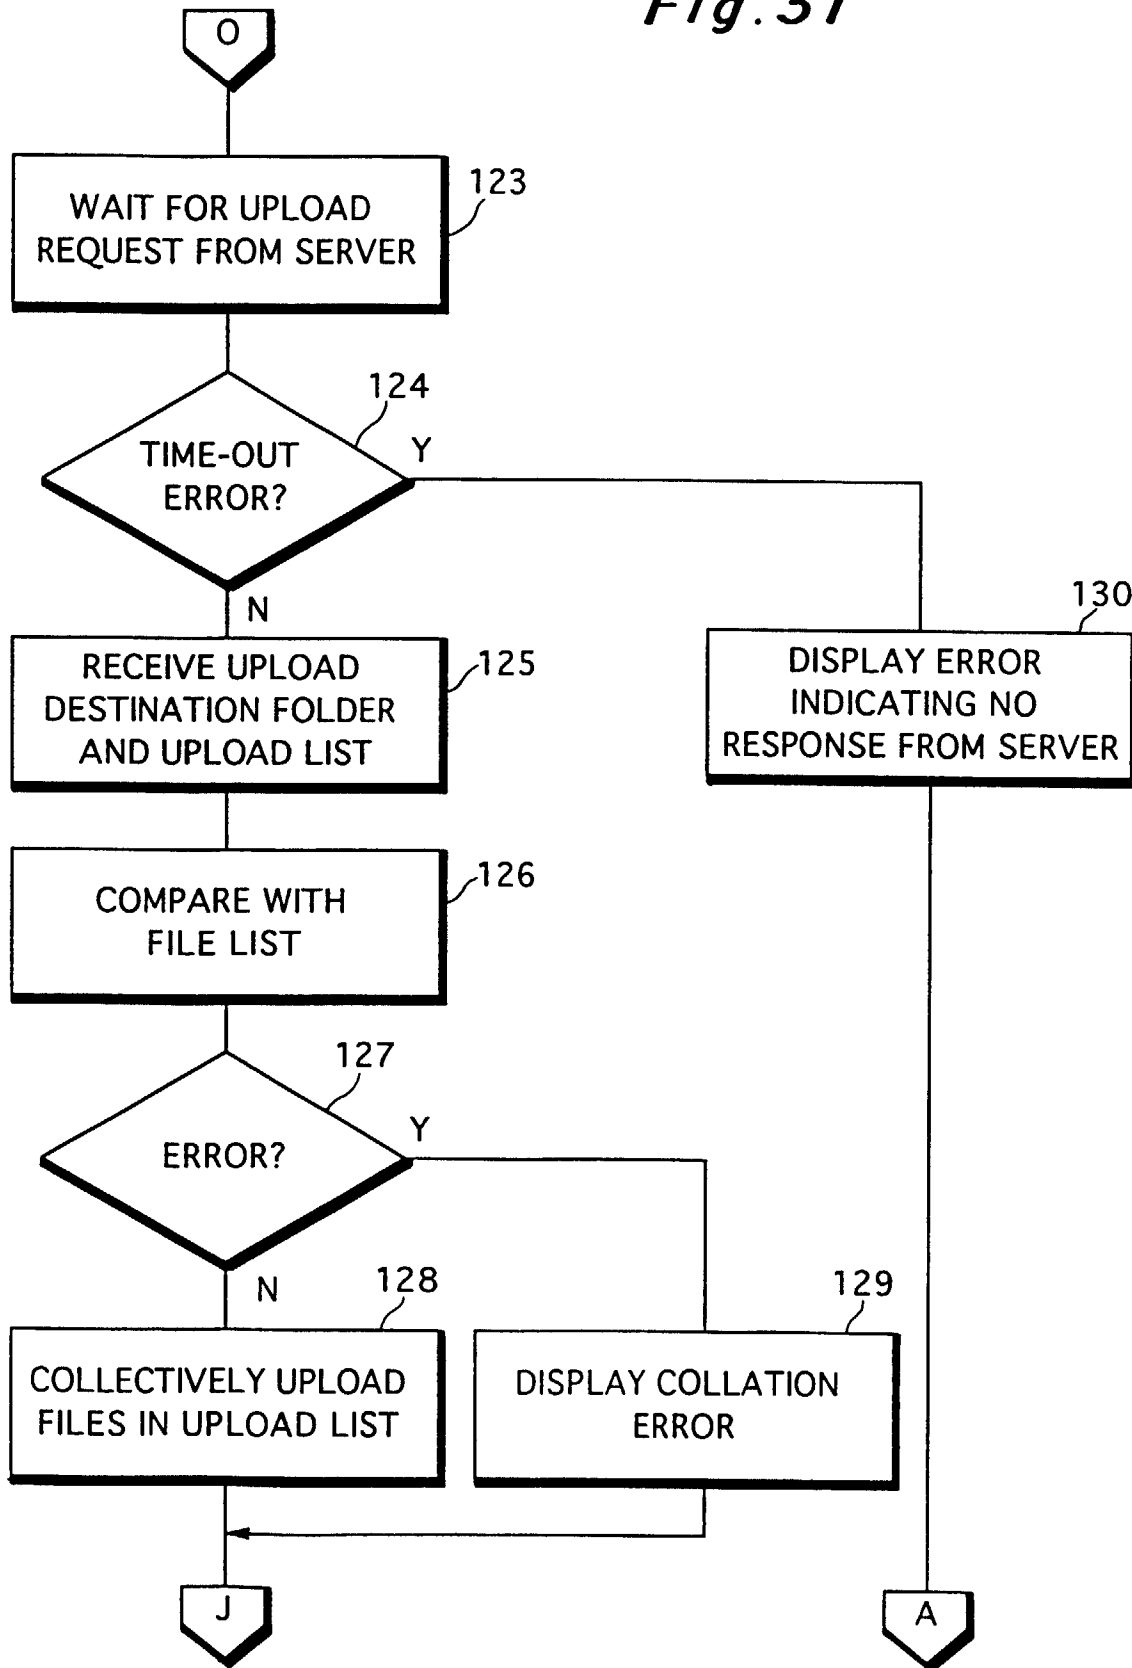 Fig.31
O
WAIT FOR UPLOAD
REQUEST FROM SERVER
123
TIME-OUT
ERROR?
124
Y
N
RECEIVE UPLOAD
DESTINATION FOLDER
AND UPLOAD LIST
125
DISPLAY ERROR
INDICATING NO
RESPONSE FROM SERVER
130
COMPARE WITH
FILE LIST
126
ERROR?
127
Y
N
COLLECTIVELY UPLOAD
FILES IN UPLOAD LIST
128
DISPLAY COLLATION
ERROR
129
J
A